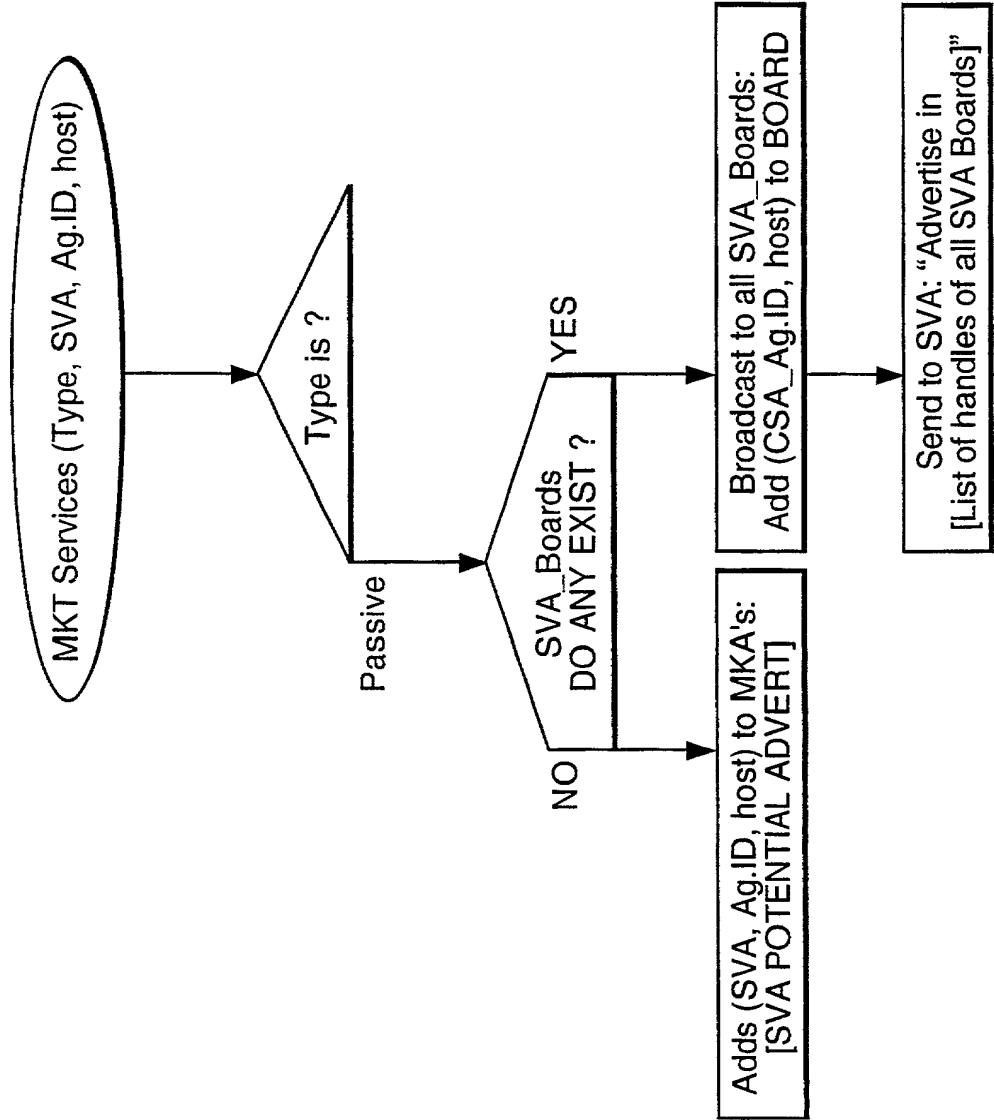 MKT Services (Type, SVA, Ag.ID, host)
Type is ?
Passive
SVA_Boards
DO ANY EXIST ?
NO
YES
Adds (SVA, Ag.ID, host) to MKA's:
[SVA POTENTIAL ADVERT]
Broadcast to all SVA_Boards:
Add (CSA_Ag.ID, host) to BOARD
Send to SVA: “Advertise in
[List of handles of all SVA Boards]”